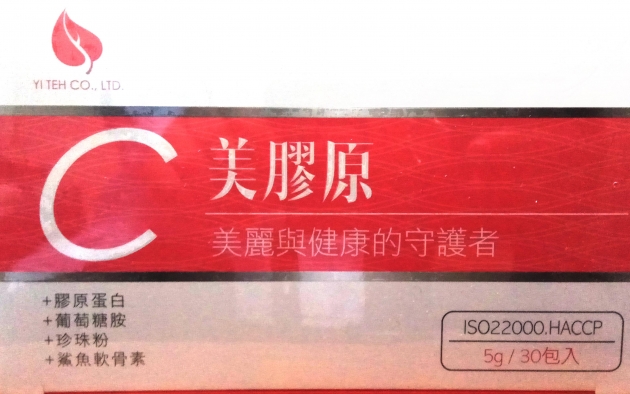 YI TEH CO., LTD.
C 美膠原
美麗與健康的守護者
+膠原蛋白
+葡萄糖胺
+珍珠粉
+鯊魚軟骨素
ISO22000.HACCP
5g / 30包入